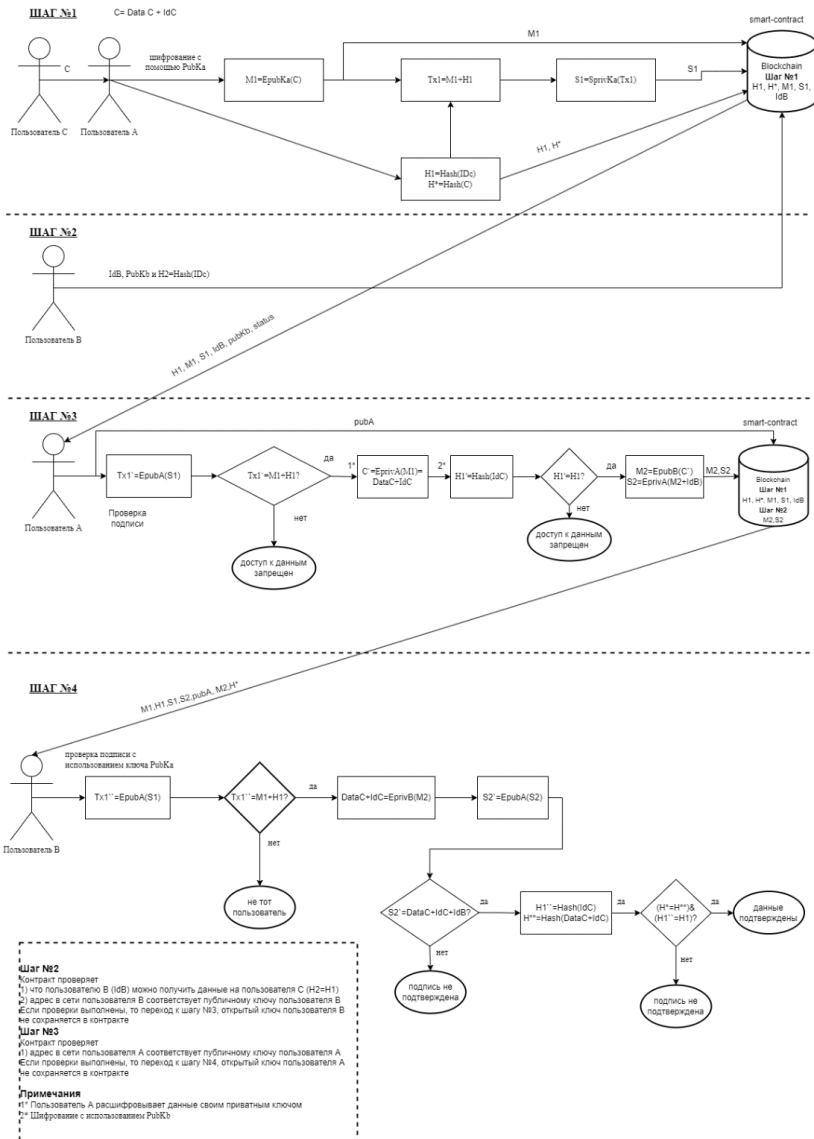 ШАГ №1
C= Data C + IdC
C
Пользователь C
Пользователь A
шифрование с
помощью PubKa
M1=EpubKa(C)
M1
Tx1=M1+H1
S1=SprivKa(Tx1)
S1
H1=Hash(IDc)
H*=Hash(C)
H1, H*
smart-contract
Blockchain
Шаг №1
H1, H*, M1, S1,
IdB
ШАГ №2
Пользователь B
IdB, PubKb и H2=Hash(IDc)
H1, M1, S1, IdB, pubKb, status
ШАГ №3
Пользователь A
pubA
Tx1`=EpubA(S1)
Проверка
подписи
Tx1`=M1+H1?
да
нет
доступ к данным
запрещен
1*
C`=EprivA(M1)=
DataC+IdC
2*
H1'=Hash(IdC)
H1'=H1?
да
нет
доступ к данным
запрещен
M2=EpubB(C`)
S2=EprivA(M2+IdB)
M2,S2
smart-contract
Blockchain
Шаг №1
H1, H*, M1, S1, IdB
Шаг №2
M2,S2
ШАГ №4
M1,H1,S1,S2,pubA, M2,H*
Пользователь B
проверка подписи с
использованием ключа PubKa
Tx1``=EpubA(S1)
Tx1``=M1+H1?
да
нет
не тот
пользователь
DataC+IdC=EprivB(M2)
S2`=EpubA(S2)
S2`=DataC+IdC+IdB?
да
нет
подпись не
подтверждена
H1``=Hash(IdC)
H**=Hash(DataC+IdC)
да
(H*=H**)&
(H1``=H1)?
да
нет
данные
подтверждены
подпись не
подтверждена
Шаг №2
Контракт проверяет
1) что пользователю B (IdB) можно получить данные на пользователя C (H2=H1)
2) адрес в сети пользователя B соответствует публичному ключу пользователя B
Если проверки выполнены, то переход к шагу №3, открытый ключ пользователя B
не сохраняется в контракте
Шаг №3
Контракт проверяет
1) адрес в сети пользователя A соответствует публичному ключу пользователя A
Если проверки выполнены, то переход к шагу №4, открытый ключ пользователя A
не сохраняется в контракте
Примечания
1* Пользователь A расшифровывает данные своим приватным ключом
2* Шифрование с использованием PubKb